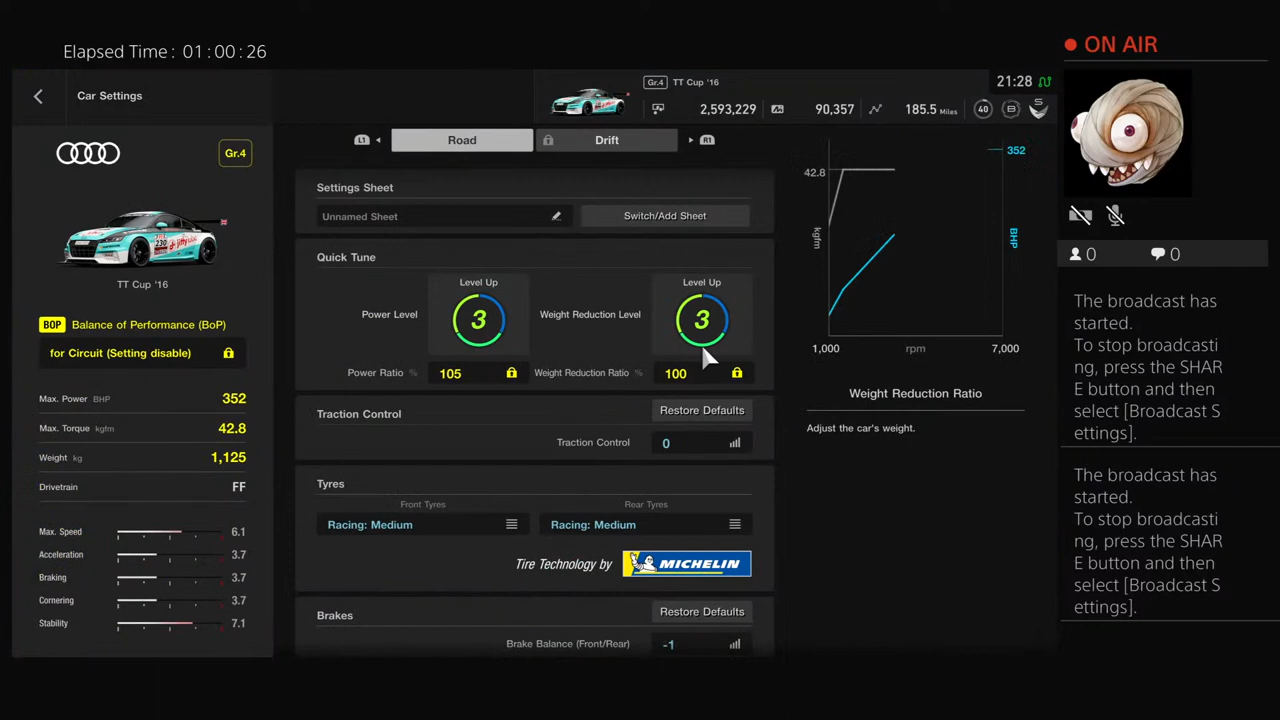 Elapsed Time: 01:00:26
ON AIR
Car Settings
Gr.4 TT Cup '16
21:28
2,593,229 90,357 185.5 Miles 40 B S
L1 Road Drift R1
Gr.4
230 jiffy lube
TT Cup '16
BOP Balance of Performance (BoP)
for Circuit (Setting disable)
Max. Power BHP 352
Max. Torque kgfm 42.8
Weight kg 1,125
Drivetrain FF
Max. Speed 6.1
Acceleration 3.7
Braking 3.7
Cornering 3.7
Stability 7.1
Settings Sheet
Unnamed Sheet Switch/Add Sheet
Quick Tune
Level Up Level Up
Power Level 3 Weight Reduction Level 3
Power Ratio % 105 Weight Reduction Ratio % 100
Traction Control Restore Defaults
Traction Control 0
Tyres
Front Tyres Rear Tyres
Racing: Medium Racing: Medium
Tire Technology by MICHELIN
Brakes Restore Defaults
Brake Balance (Front/Rear) -1
352
42.8
kgfm BHP
1,000 rpm 7,000
Weight Reduction Ratio
Adjust the car's weight.
0 0
The broadcast has
started.
To stop broadcasti
ng, press the SHAR
E button and then
select [Broadcast S
ettings].
The broadcast has
started.
To stop broadcasti
ng, press the SHAR
E button and then
select [Broadcast S
ettings].